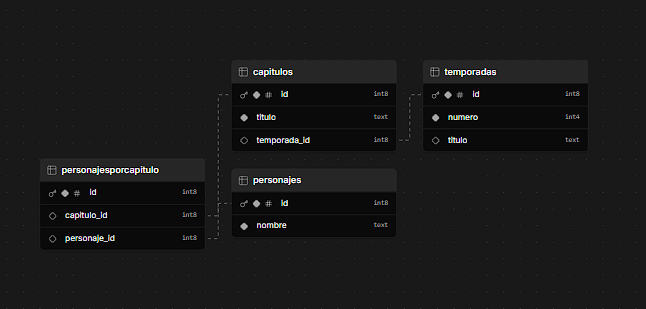 capitulos
id int8
titulo text
temporada_id int8
temporadas
id int8
numero int4
titulo text
personajesporcapitulo
id int8
capitulo_id int8
personaje_id int8
personajes
id int8
nombre text